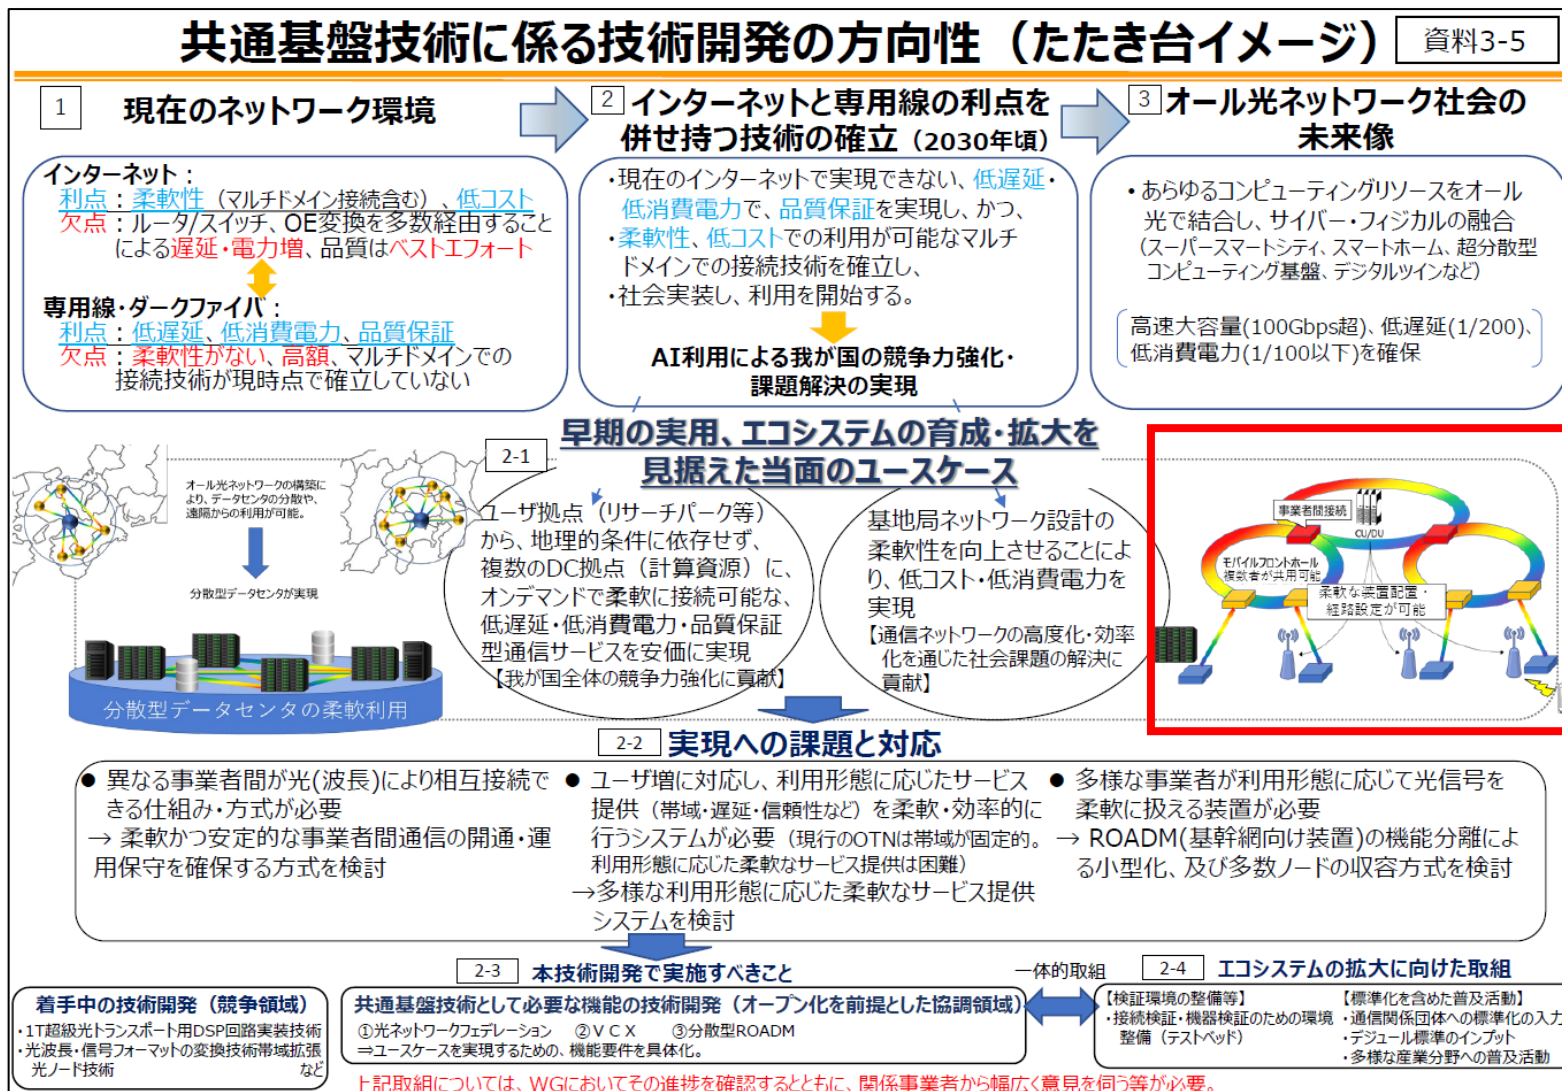 共通基盤技術に係る技術開発の方向性（たたき台イメージ）
資料3-5
1
現在のネットワーク環境
インターネット：
利点：柔軟性（マルチドメイン接続含む）、低コスト
欠点：ルータ/スイッチ、OE変換を多数経由すること
による遅延・電力増、品質はベストエフォート
専用線・ダークファイバ：
利点：低遅延、低消費電力、品質保証
欠点：柔軟性がない、高額、マルチドメインでの
接続技術が現時点で確立していない
2
インターネットと専用線の利点を
併せ持つ技術の確立（2030年頃）
・現在のインターネットで実現できない、低遅延・
低消費電力で、品質保証を実現し、かつ、
・柔軟性、低コストでの利用が可能なマルチ
ドメインでの接続技術を確立し、
・社会実装し、利用を開始する。
AI利用による我が国の競争力強化・
課題解決の実現
3
オール光ネットワーク社会の
未来像
・あらゆるコンピューティングリソースをオール
光で結合し、サイバー・フィジカルの融合
（スーパースマートシティ、スマートホーム、超分散型
コンピューティング基盤、デジタルツインなど）
高速大容量(100Gbps超)、低遅延(1/200)、
低消費電力(1/100以下)を確保
早期の実用、エコシステムの育成・拡大を
見据えた当面のユースケース
2-1
オール光ネットワークの構築に
より、データセンタの分散や、
遠隔からの利用が可能。
分散型データセンタが実現
分散型データセンタの柔軟利用
ユーザ拠点（リサーチパーク等）
から、地理的条件に依存せず、
複数のDC拠点（計算資源）に、
オンデマンドで柔軟に接続可能な、
低遅延・低消費電力・品質保証
型通信サービスを安価に実現
【我が国全体の競争力強化に貢献】
基地局ネットワーク設計の
柔軟性を向上させることによ
り、低コスト・低消費電力を
実現
【通信ネットワークの高度化・効率
化を通じた社会課題の解決に
貢献】
事業者間接続
CU/DU
モバイルフロントホール
複数者が共用可能
柔軟な装置配置・
経路設定が可能
2-2
実現への課題と対応
● 異なる事業者間が光(波長)により相互接続で
きる仕組み・方式が必要
→ 柔軟かつ安定的な事業者間通信の開通・運
用保守を確保する方式を検討
● ユーザ増に対応し、利用形態に応じたサービス
提供（帯域・遅延・信頼性など）を柔軟・効率的に
行うシステムが必要（現行のOTNは帯域が固定的。
利用形態に応じた柔軟なサービス提供は困難）
→多様な利用形態に応じた柔軟なサービス提供
システムを検討
● 多様な事業者が利用形態に応じて光信号を
柔軟に扱える装置が必要
→ ROADM(基幹網向け装置)の機能分離によ
る小型化、及び多数ノードの収容方式を検討
2-3
本技術開発で実施すべきこと
一体的取組
2-4
エコシステムの拡大に向けた取組
着手中の技術開発（競争領域）
・1T超級光トランスポート用DSP回路実装技術
・光波長・信号フォーマットの変換技術帯域拡張
光ノード技術 など
共通基盤技術として必要な機能の技術開発（オープン化を前提とした協調領域）
①光ネットワークフェデレーション ②ＶＣＸ ③分散型ROADM
⇒ユースケースを実現するための、機能要件を具体化。
【検証環境の整備等】
・接続検証・機器検証のための環境
整備（テストベッド）
【標準化を含めた普及活動】
・通信関係団体への標準化の入力
・デジュール標準のインプット
・多様な産業分野への普及活動
上記取組については、WGにおいてその進捗を確認するとともに、関係事業者から幅広く意見を伺う等が必要。